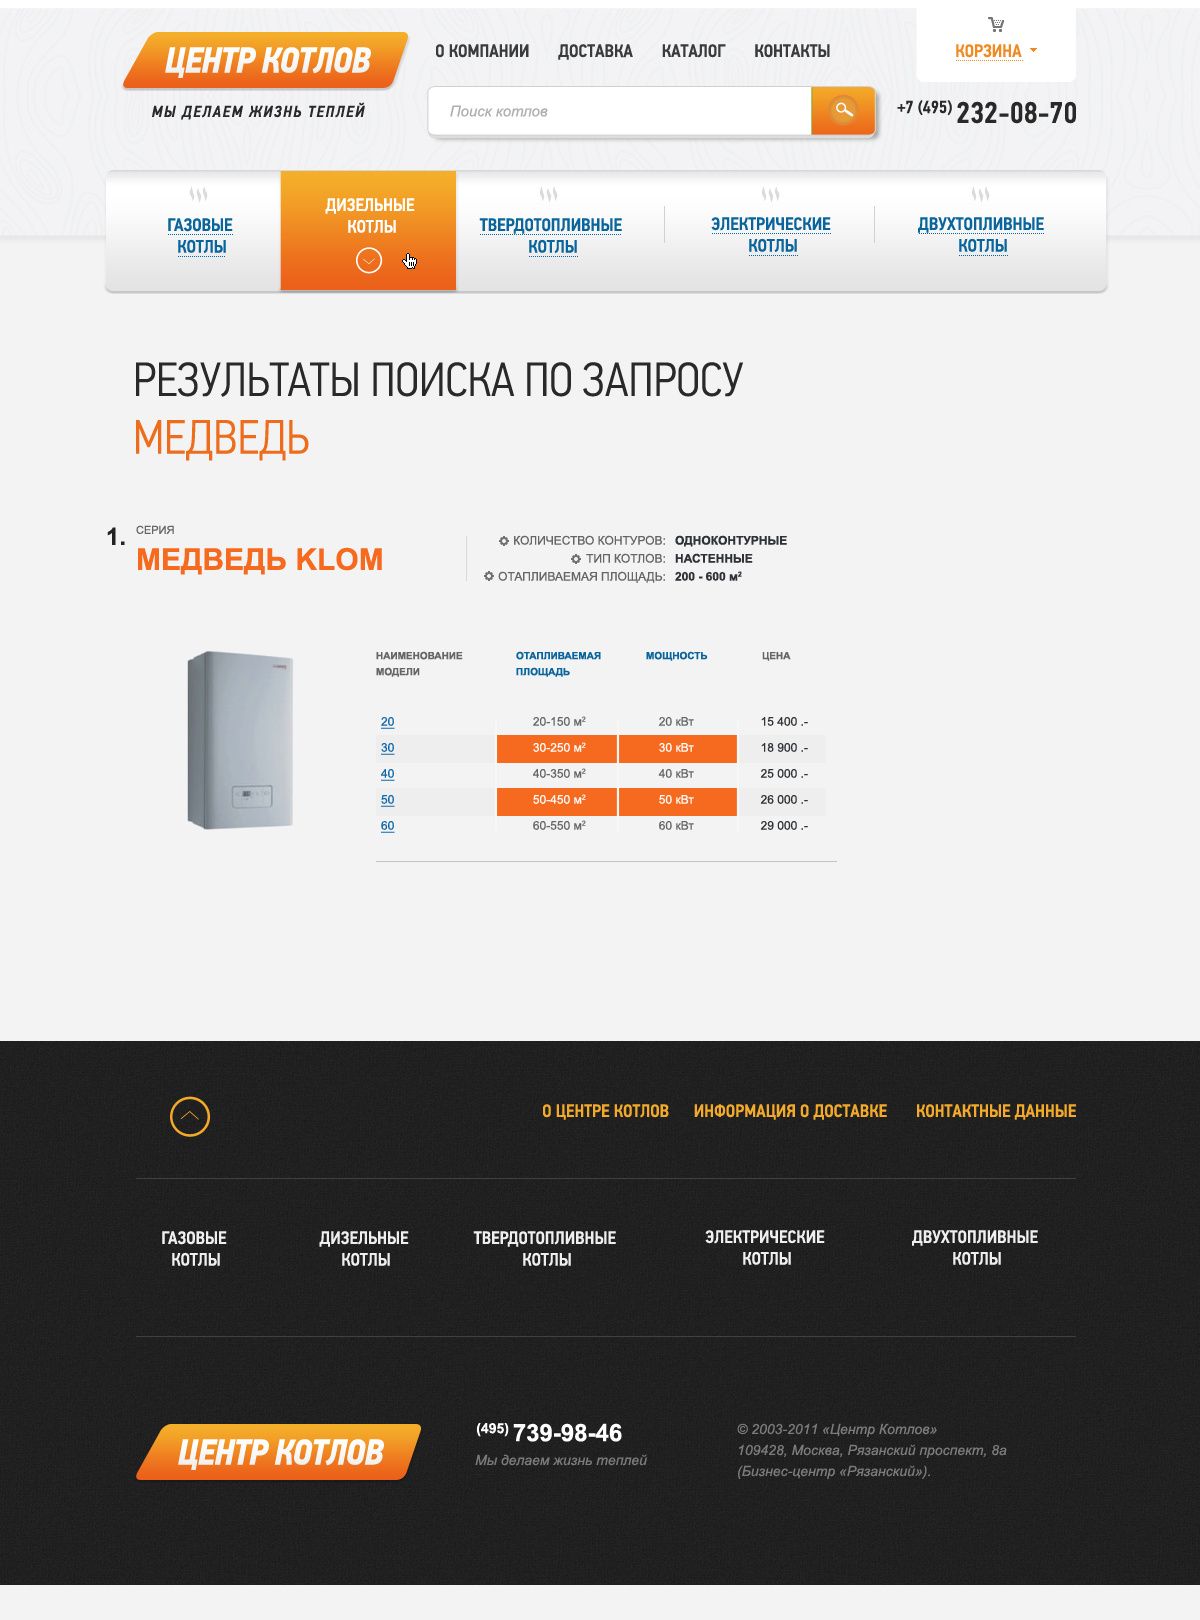 ЦЕНТР КОТЛОВ
МЫ ДЕЛАЕМ ЖИЗНЬ ТЕПЛЕЙ
О КОМПАНИИ ДОСТАВКА КАТАЛОГ КОНТАКТЫ
КОРЗИНА
Поиск котлов
+7 (495) 232-08-70
ГАЗОВЫЕ
КОТЛЫ
ДИЗЕЛЬНЫЕ
КОТЛЫ
ТВЕРДОТОПЛИВНЫЕ
КОТЛЫ
ЭЛЕКТРИЧЕСКИЕ
КОТЛЫ
ДВУХТОПЛИВНЫЕ
КОТЛЫ
РЕЗУЛЬТАТЫ ПОИСКА ПО ЗАПРОСУ
МЕДВЕДЬ
1.
СЕРИЯ
МЕДВЕДЬ KLOM
КОЛИЧЕСТВО КОНТУРОВ: ОДНОКОНТУРНЫЕ
ТИП КОТЛОВ: НАСТЕННЫЕ
ОТАПЛИВАЕМАЯ ПЛОЩАДЬ: 200 - 600 м²
НАИМЕНОВАНИЕ
МОДЕЛИ
ОТАПЛИВАЕМАЯ
ПЛОЩАДЬ
МОЩНОСТЬ
ЦЕНА
20 20-150 м² 20 кВт 15 400 .-
30 30-250 м² 30 кВт 18 900 .-
40 40-350 м² 40 кВт 25 000 .-
50 50-450 м² 50 кВт 26 000 .-
60 60-550 м² 60 кВт 29 000 .-
О ЦЕНТРЕ КОТЛОВ ИНФОРМАЦИЯ О ДОСТАВКЕ КОНТАКТНЫЕ ДАННЫЕ
ГАЗОВЫЕ
КОТЛЫ
ДИЗЕЛЬНЫЕ
КОТЛЫ
ТВЕРДОТОПЛИВНЫЕ
КОТЛЫ
ЭЛЕКТРИЧЕСКИЕ
КОТЛЫ
ДВУХТОПЛИВНЫЕ
КОТЛЫ
ЦЕНТР КОТЛОВ
(495) 739-98-46
Мы делаем жизнь теплей
© 2003-2011 «Центр Котлов»
109428, Москва, Рязанский проспект, 8а
(Бизнес-центр «Рязанский»).